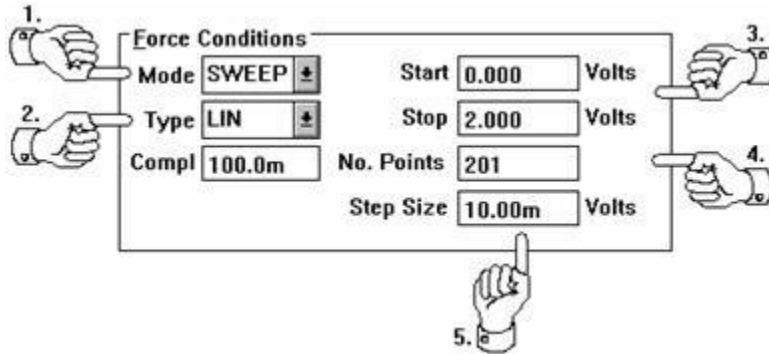 1.
Force Conditions
3.
Mode SWEEP Start 0.000 Volts
2.
Type LIN Stop 2.000 Volts
4.
Compl 100.0m No. Points 201
Step Size 10.00m Volts
5.